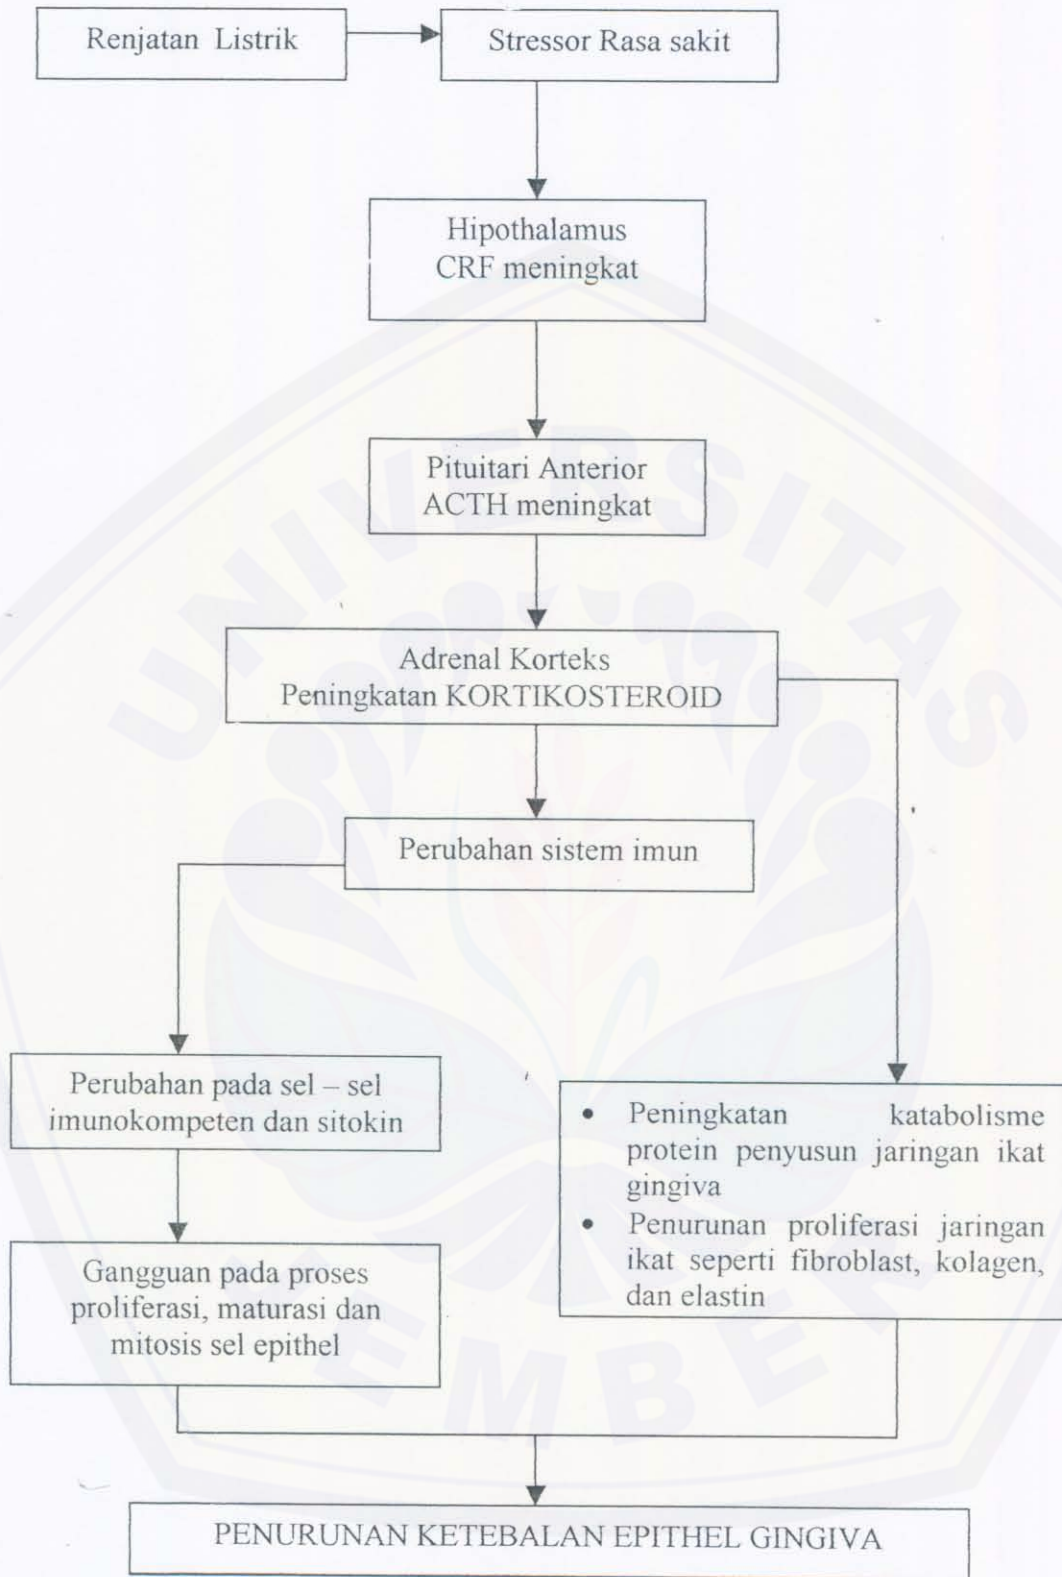 Renjatan Listrik
Stressor Rasa sakit
Hipothalamus
CRF meningkat
Pituitari Anterior
ACTH meningkat
Adrenal Korteks
Peningkatan KORTIKOSTEROID
Perubahan sistem imun
Perubahan pada sel – sel
imunokompeten dan sitokin
Gangguan pada proses
proliferasi, maturasi dan
mitosis sel epithel
• Peningkatan katabolisme
protein penyusun jaringan ikat
gingiva
• Penurunan proliferasi jaringan
ikat seperti fibroblast, kolagen,
dan elastin
PENURUNAN KETEBALAN EPITHEL GINGIVA
UNIVERSITAS
JEMBER